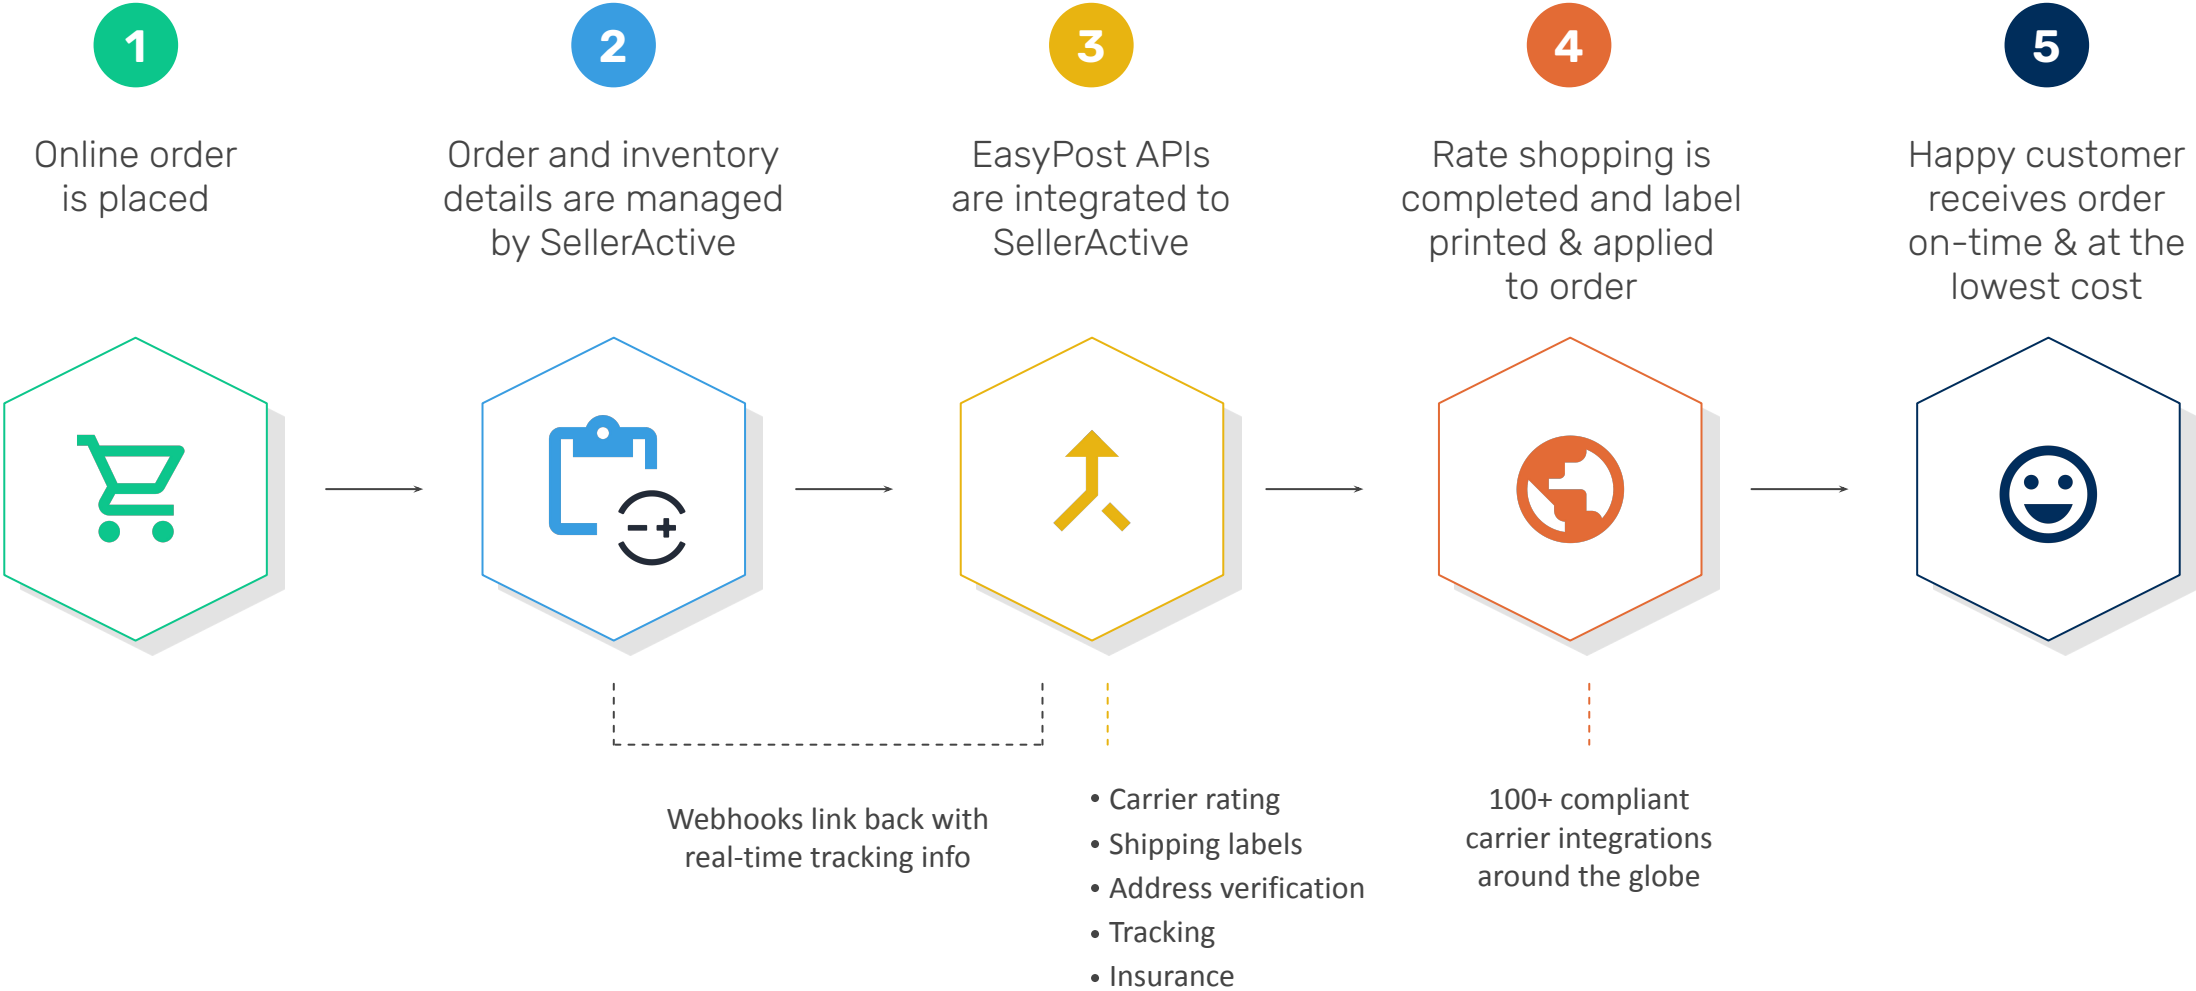 1
Online order
is placed
2
Order and inventory
details are managed
by SellerActive
3
EasyPost APIs
are integrated to
SellerActive
4
Rate shopping is
completed and label
printed & applied
to order
5
Happy customer
receives order
on-time & at the
lowest cost
Webhooks link back with
real-time tracking info
• Carrier rating
• Shipping labels
• Address verification
• Tracking
• Insurance
100+ compliant
carrier integrations
around the globe